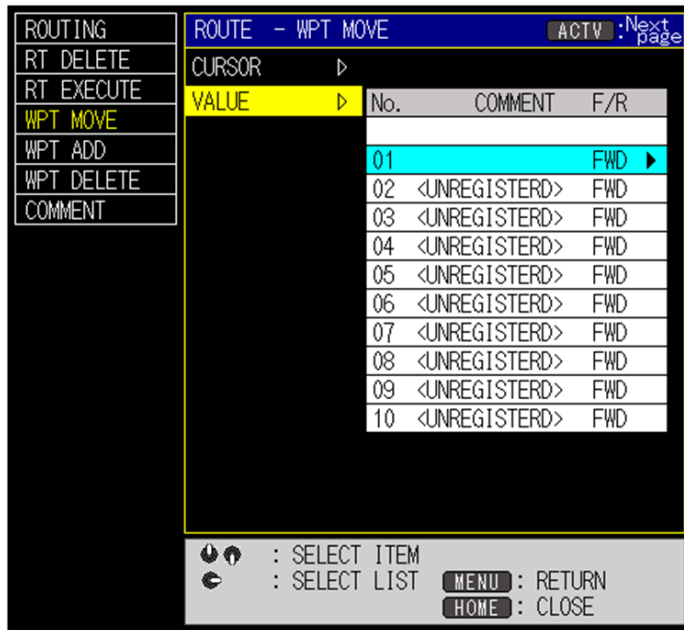 ROUTING
RT DELETE
RT EXECUTE
WPT MOVE
WPT ADD
WPT DELETE
COMMENT
ROUTE - WPT MOVE
ACTV :Next page
CURSOR
VALUE
No. COMMENT F/R
01 FWD
02 <UNREGISTERD> FWD
03 <UNREGISTERD> FWD
04 <UNREGISTERD> FWD
05 <UNREGISTERD> FWD
06 <UNREGISTERD> FWD
07 <UNREGISTERD> FWD
08 <UNREGISTERD> FWD
09 <UNREGISTERD> FWD
10 <UNREGISTERD> FWD
: SELECT ITEM
: SELECT LIST
MENU : RETURN
HOME : CLOSE